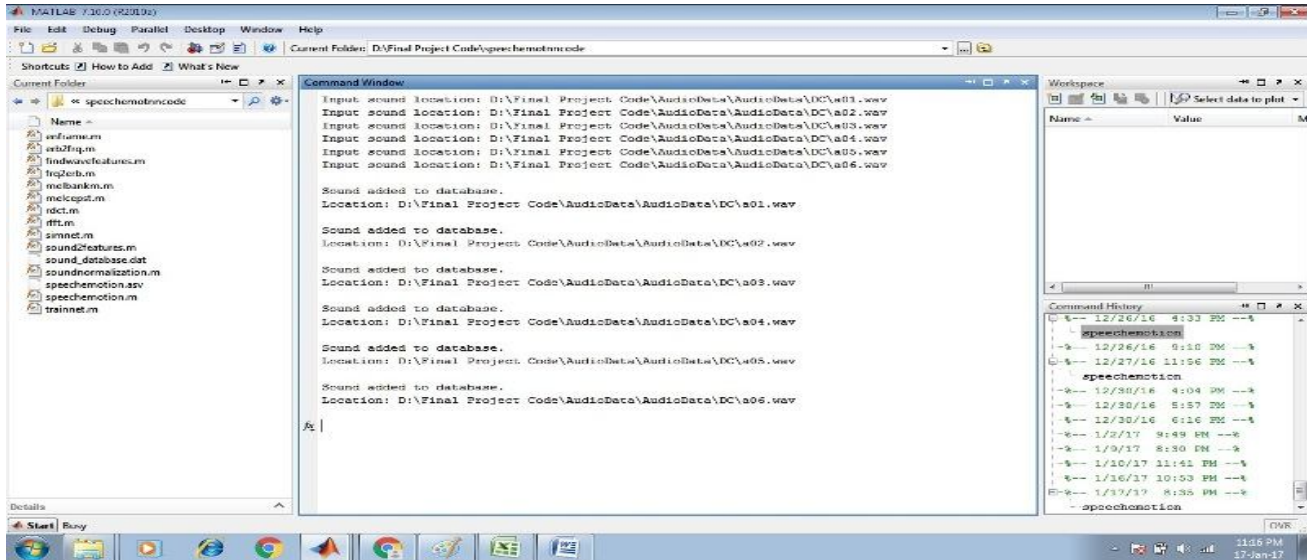 MATLAB 7.10.0 (R2010a)
File Edit Debug Parallel Desktop Window Help
Current Folder: D:\Final Project Code\speechemotnncode
Shortcuts How to Add What's New
Current Folder
« speechemotnncode
Name
enframe.m
erb2frq.m
findwavefeatures.m
frq2erb.m
melbankm.m
melcepst.m
rdct.m
rfft.m
simnet.m
sound2features.m
sound_database.dat
soundnormalization.m
speechemotion.asv
speechemotion.m
trainnet.m
Details
Command Window
Input sound location: D:\Final Project Code\AudioData\AudioData\DC\a01.wav
Input sound location: D:\Final Project Code\AudioData\AudioData\DC\a02.wav
Input sound location: D:\Final Project Code\AudioData\AudioData\DC\a03.wav
Input sound location: D:\Final Project Code\AudioData\AudioData\DC\a04.wav
Input sound location: D:\Final Project Code\AudioData\AudioData\DC\a05.wav
Input sound location: D:\Final Project Code\AudioData\AudioData\DC\a06.wav
Sound added to database.
Location: D:\Final Project Code\AudioData\AudioData\DC\a01.wav
Sound added to database.
Location: D:\Final Project Code\AudioData\AudioData\DC\a02.wav
Sound added to database.
Location: D:\Final Project Code\AudioData\AudioData\DC\a03.wav
Sound added to database.
Location: D:\Final Project Code\AudioData\AudioData\DC\a04.wav
Sound added to database.
Location: D:\Final Project Code\AudioData\AudioData\DC\a05.wav
Sound added to database.
Location: D:\Final Project Code\AudioData\AudioData\DC\a06.wav
fx
Workspace
Select data to plot
Name Value M
Command History
%-- 12/26/16 4:33 PM --%
speechemotion
%-- 12/26/16 9:10 PM --%
%-- 12/27/16 11:56 PM --%
speechemotion
%-- 12/30/16 4:04 PM --%
%-- 12/30/16 5:57 PM --%
%-- 12/30/16 6:16 PM --%
%-- 1/2/17 9:49 PM --%
%-- 1/9/17 8:30 PM --%
%-- 1/10/17 11:41 PM --%
%-- 1/16/17 10:53 PM --%
%-- 1/17/17 8:35 PM --%
speechemotion
Start Busy
OVR
11:16 PM
17-Jan-17